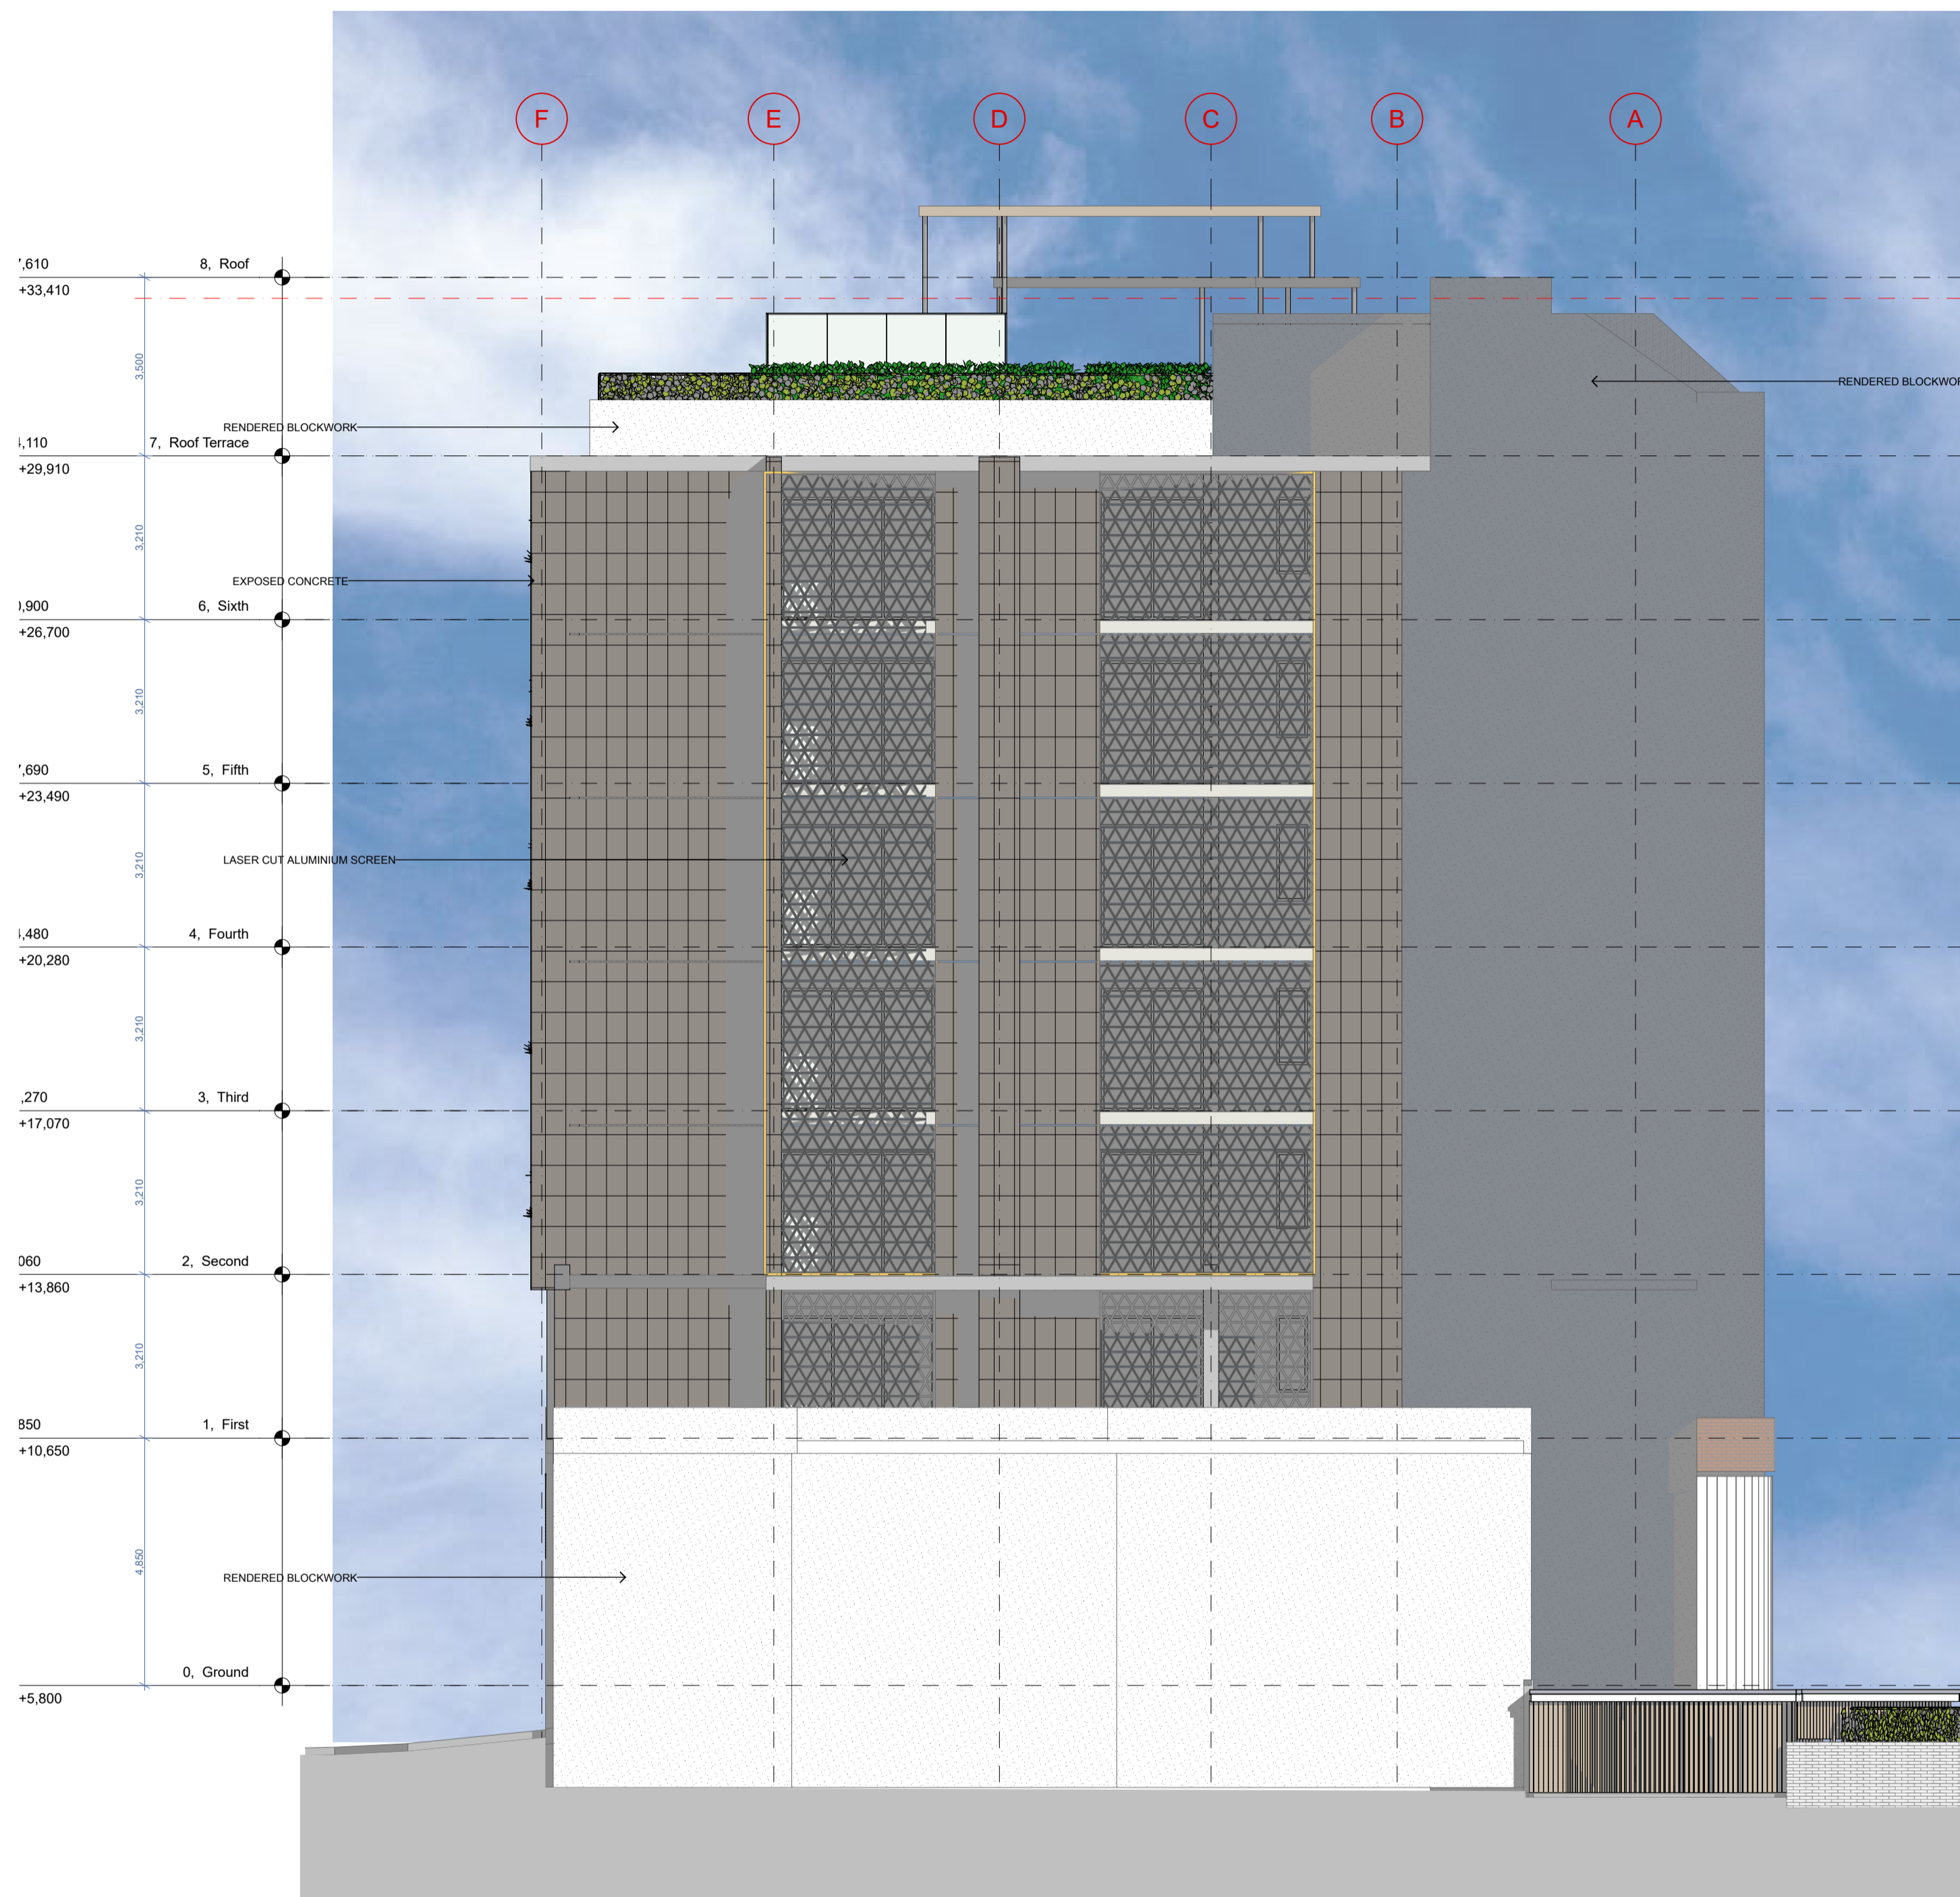 F
E
D
C
B
A
,610
8, Roof
+33,410
3,500
RENDERED BLOCKWOR
RENDERED BLOCKWORK
,110
7, Roof Terrace
+29,910
3,210
EXPOSED CONCRETE
,900
6, Sixth
+26,700
3,210
,690
5, Fifth
+23,490
3,210
LASER CUT ALUMINIUM SCREEN
,480
4, Fourth
+20,280
3,210
,270
3, Third
+17,070
3,210
060
2, Second
+13,860
3,210
850
1, First
+10,650
4,850
RENDERED BLOCKWORK
0, Ground
+5,800